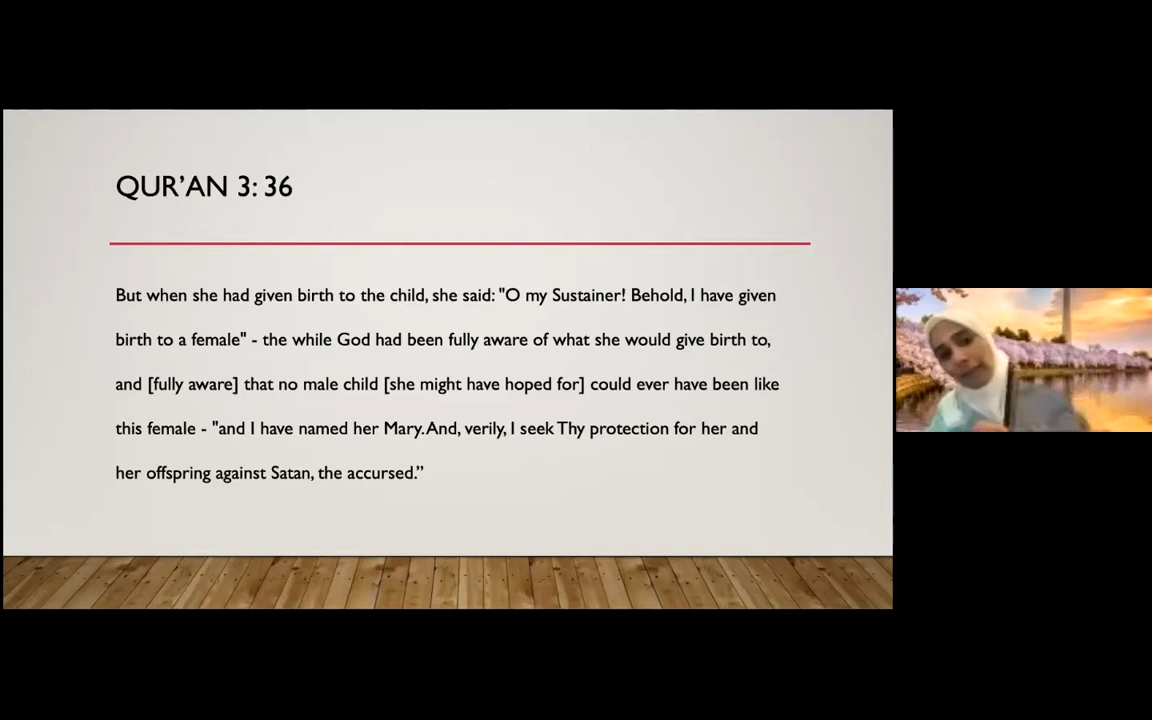 QUR’AN 3: 36
But when she had given birth to the child, she said: "O my Sustainer! Behold, I have given
birth to a female" - the while God had been fully aware of what she would give birth to,
and [fully aware] that no male child [she might have hoped for] could ever have been like
this female - "and I have named her Mary. And, verily, I seek Thy protection for her and
her offspring against Satan, the accursed.”